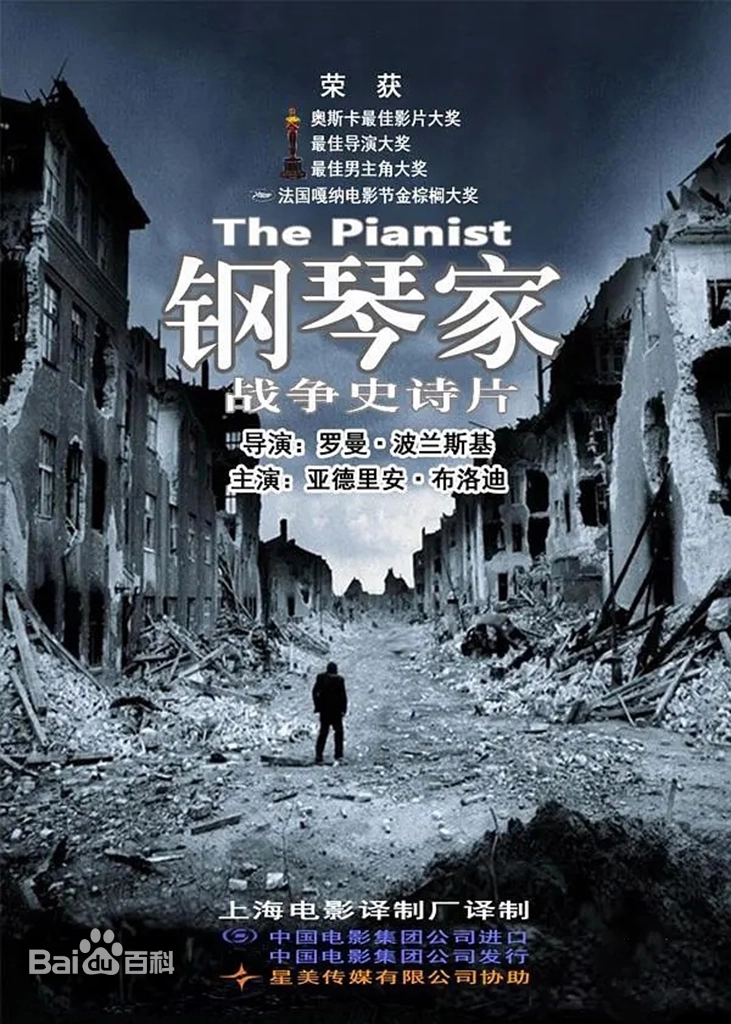 荣 获
奥斯卡最佳影片大奖
最佳导演大奖
最佳男主角大奖
法国嘎纳电影节金棕榈大奖
The Pianist
钢琴家
战争史诗片
导演：罗曼·波兰斯基
主演：亚德里安·布洛迪
上海电影译制厂译制
中国电影集团公司进口
中国电影集团公司发行
星美传媒有限公司协助
Baidu百科